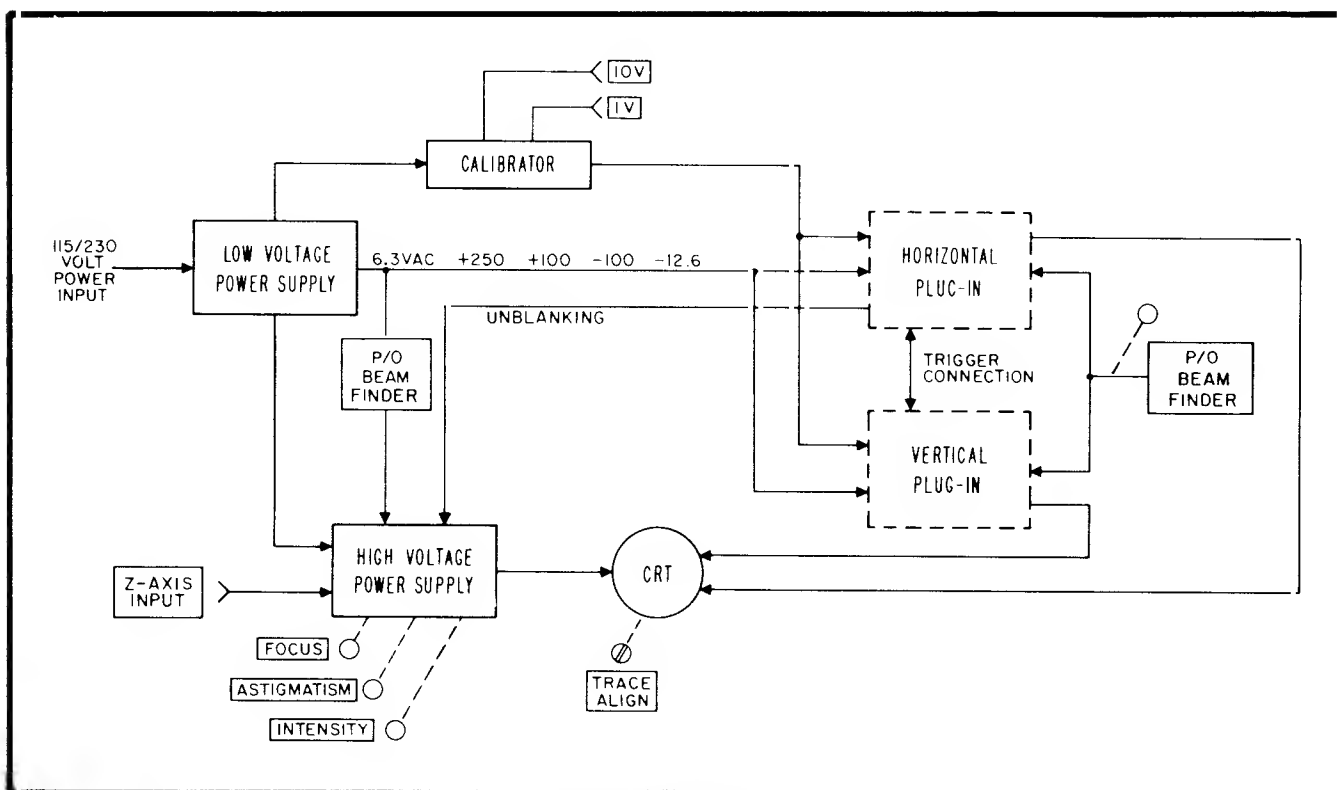 10V
1V
CALIBRATOR
115/230
VOLT
POWER
INPUT
LOW VOLTAGE
POWER SUPPLY
6.3VAC +250 +100 -100 -12.6
HORIZONTAL
PLUG-IN
UNBLANKING
P/O
BEAM
FINDER
TRIGGER
CONNECTION
P/O
BEAM
FINDER
VERTICAL
PLUG-IN
HIGH VOLTAGE
POWER SUPPLY
CRT
Z-AXIS
INPUT
FOCUS
ASTIGMATISM
INTENSITY
TRACE
ALIGN